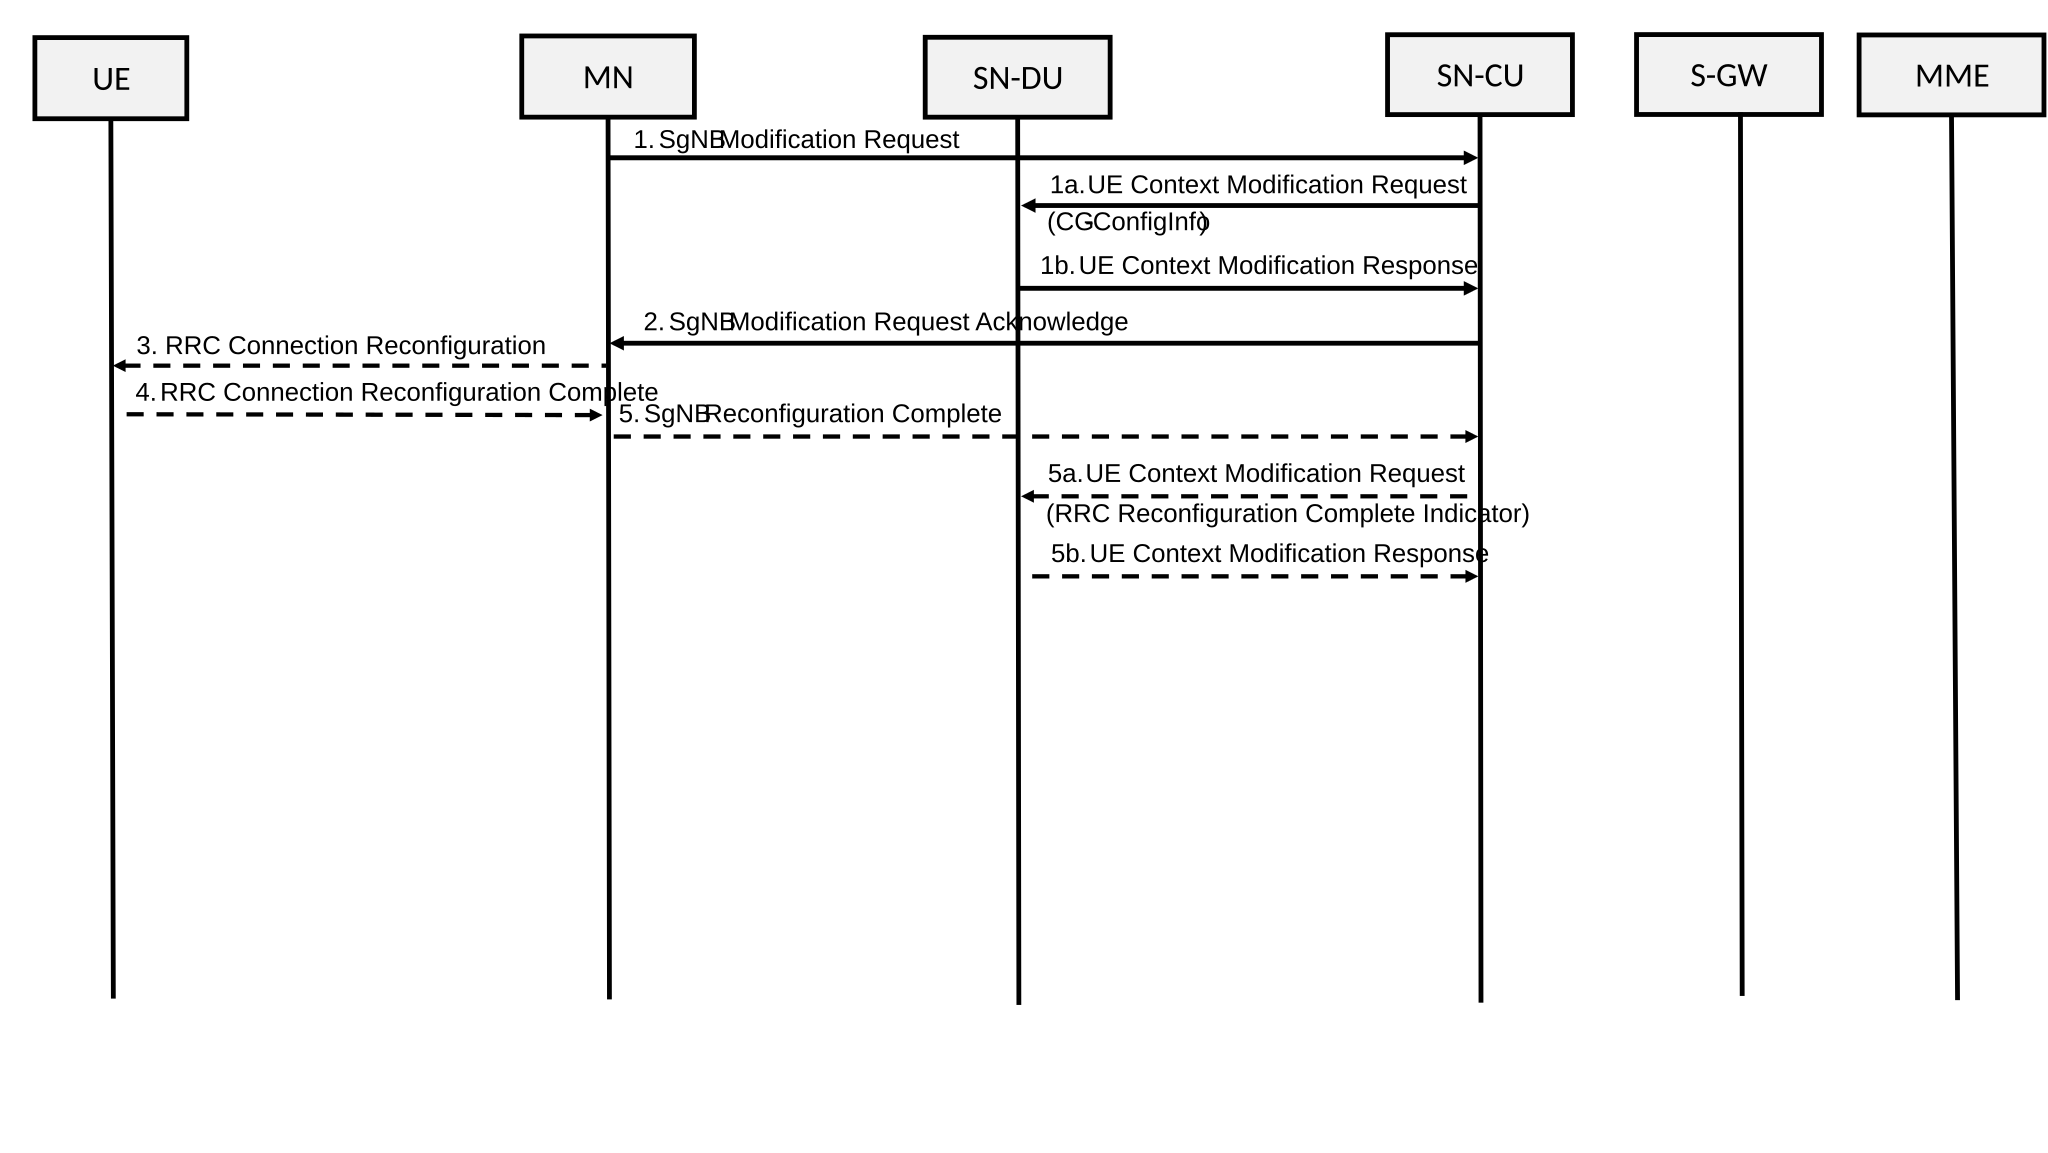 UE
MN
SN-DU
SN-CU
S-GW
MME
1. SgNB Modification Request
1a. UE Context Modification Request
(CG-ConfigInfo)
1b. UE Context Modification Response
2. SgNB Modification Request Acknowledge
3. RRC Connection Reconfiguration
4. RRC Connection Reconfiguration Complete
5. SgNB Reconfiguration Complete
5a. UE Context Modification Request
(RRC Reconfiguration Complete Indicator)
5b. UE Context Modification Response